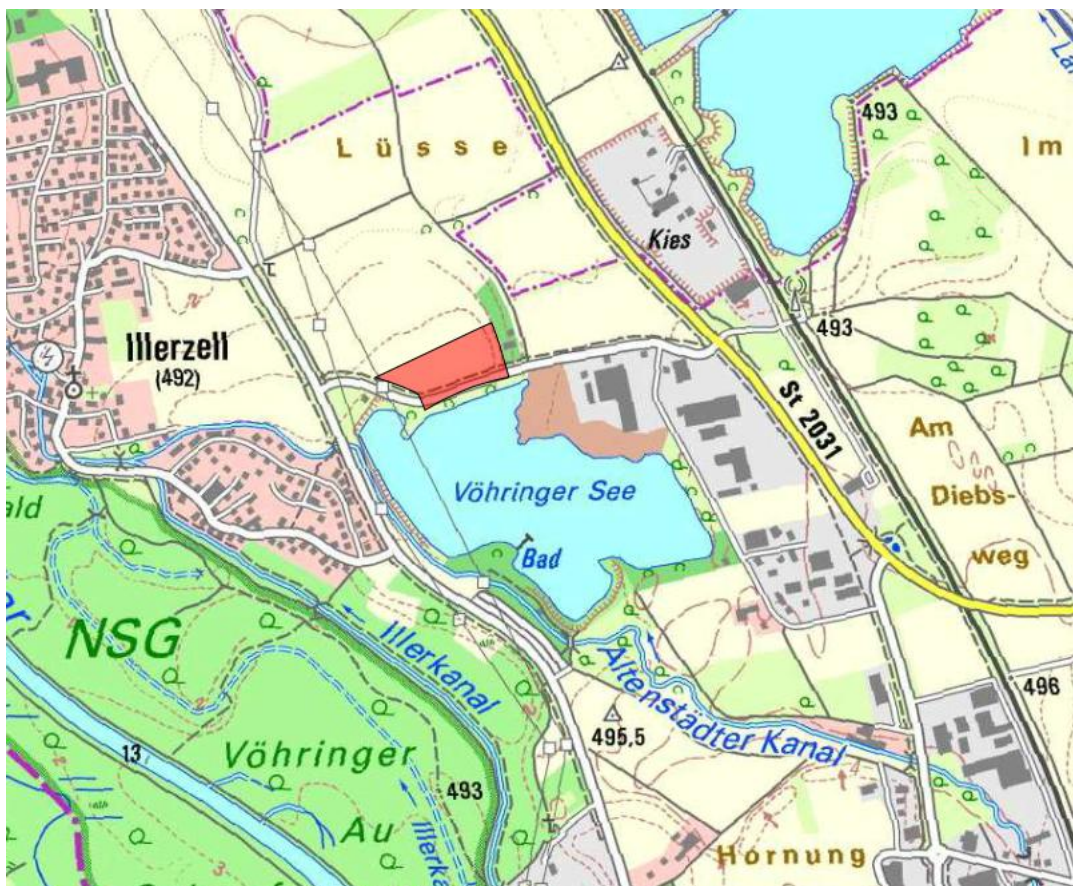 493
Lüsse
Im
Kies
Illerzell
(492)
493
St 2031
Am
Diebs-
weg
Vöhringer See
Bad
NSG
Illerkanal
Altenstädter Kanal
496
495,5
13
Vöhringer
Au
493
Hornung